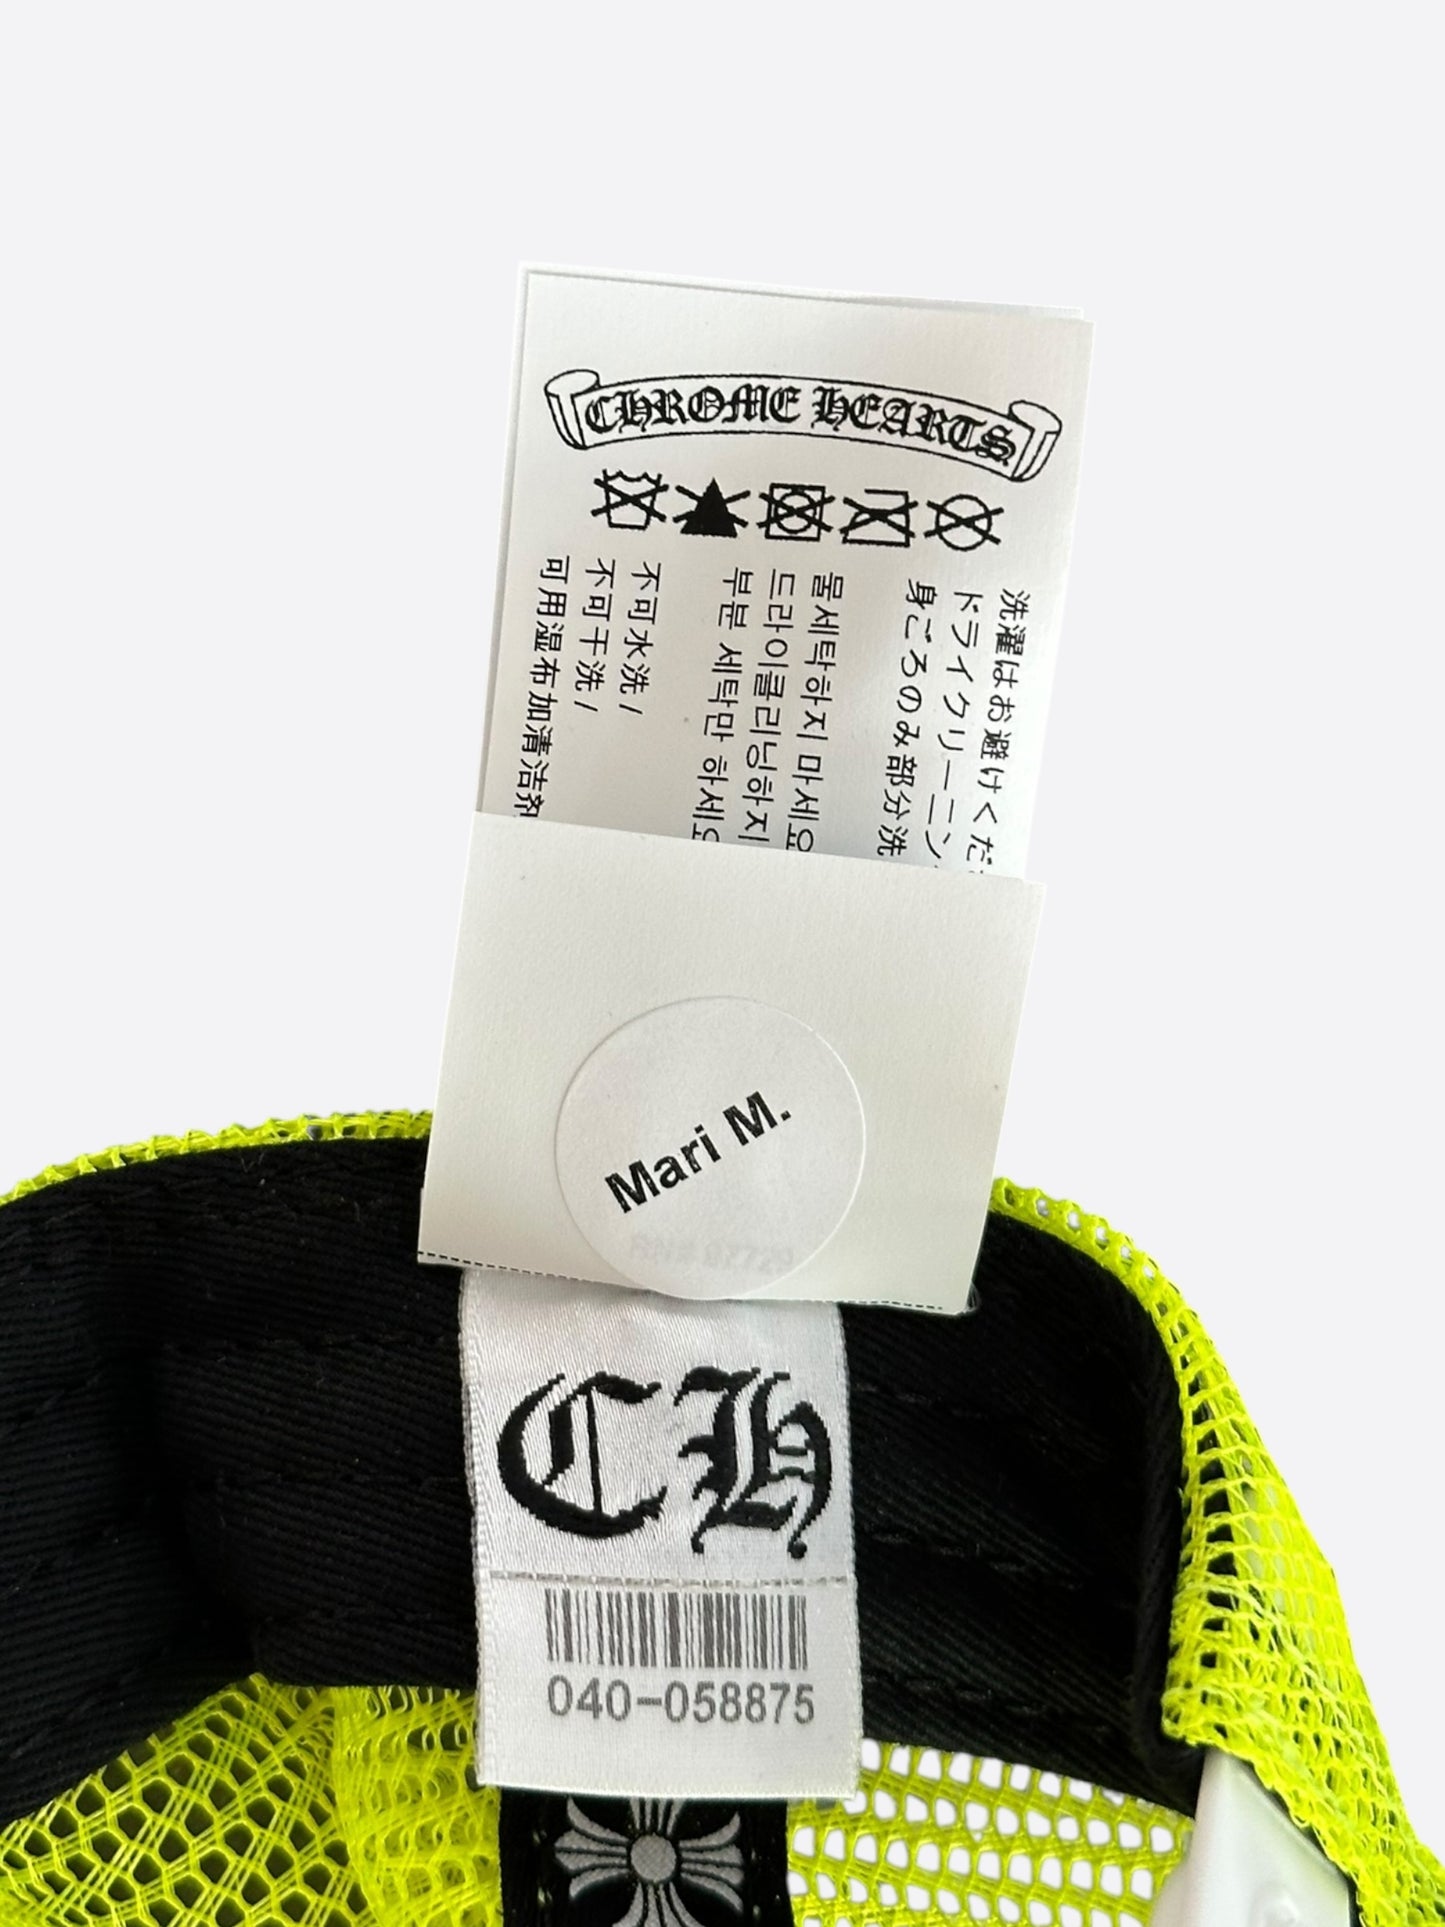 CHROME HEARTS
洗濯はお避けくだ
ドライクリーニン
身ごろのみ部分洗
물세탁하지 마세요
드라이클리닝하지
부분 세탁만 하세요
不可水洗 /
不可干洗 /
可用湿布加清洁剂
Mari M.
RN# 97729
CH
040-058875